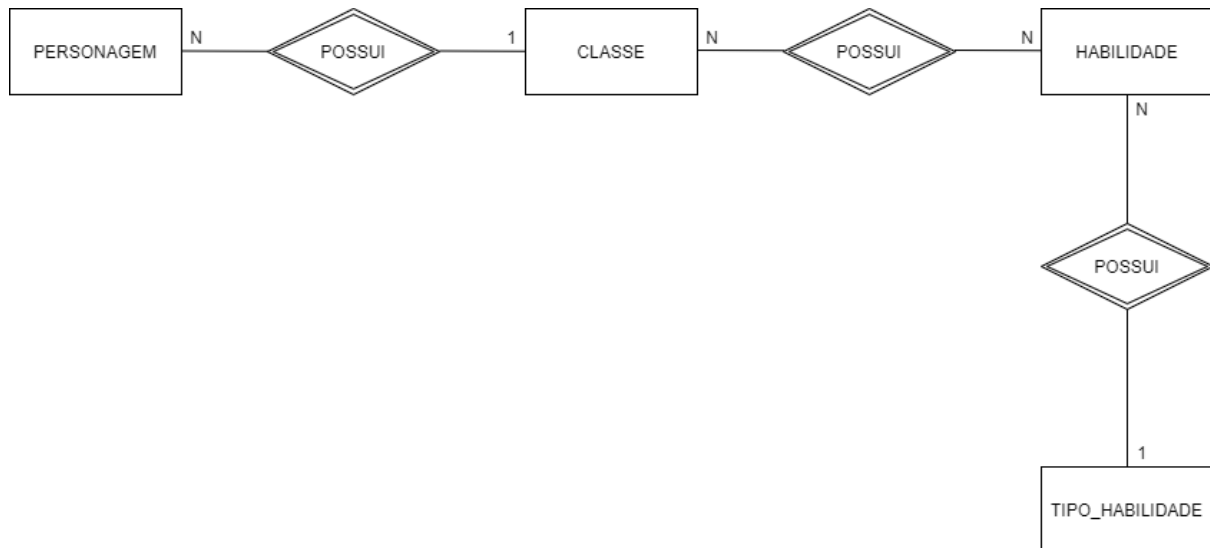 PERSONAGEM N POSSUI 1 CLASSE N POSSUI N HABILIDADE
N
POSSUI
1
TIPO_HABILIDADE